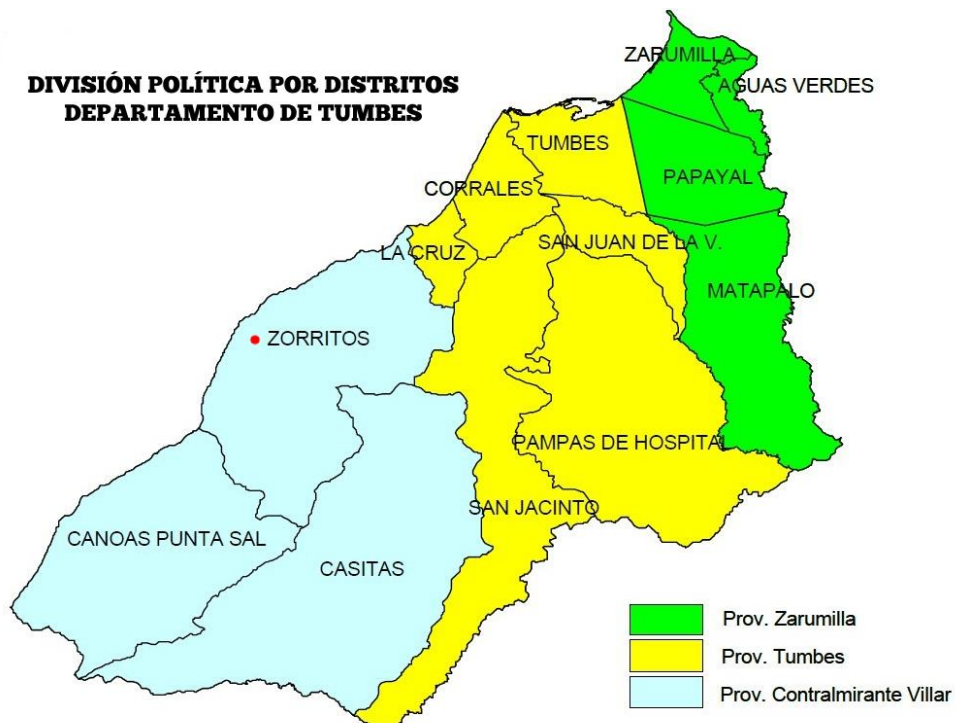 DIVISIÓN POLÍTICA POR DISTRITOS
DEPARTAMENTO DE TUMBES
ZARUMILLA
AGUAS VERDES
TUMBES
PAPAYAL
CORRALES
SAN JUAN DE LA V.
LA CRUZ
MATAPALO
ZORRITOS
PAMPAS DE HOSPITAL
SAN JACINTO
CANOAS PUNTA SAL
CASITAS
Prov. Zarumilla
Prov. Tumbes
Prov. Contralmirante Villar